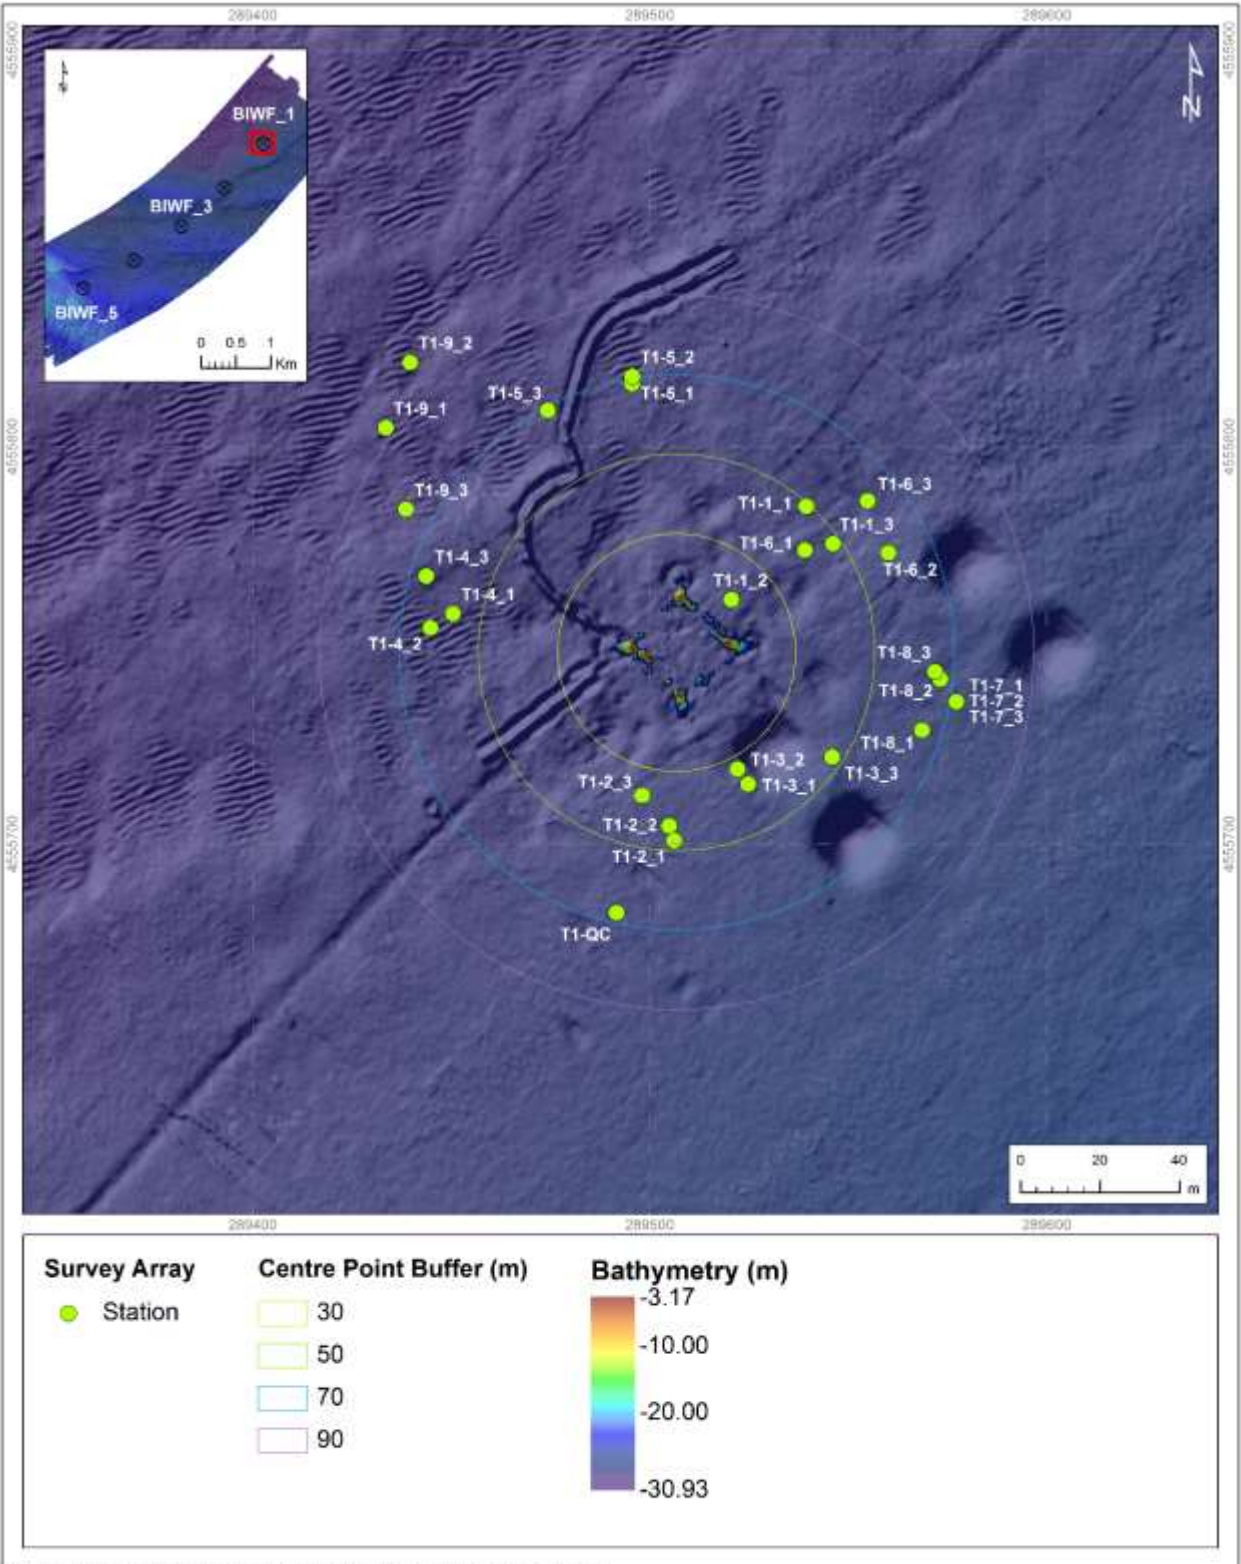 289400 289500 289600
4555900 4555900
BIWF_1
BIWF_3
BIWF_5
0 0.5 1
Km
N
T1-9_2
T1-5_2
T1-5_3
T1-5_1
T1-9_1
4555800 4555800
T1-9_3
T1-1_1
T1-6_3
T1-1_3
T1-6_1
T1-6_2
T1-4_3
T1-1_2
T1-4_1
T1-4_2
T1-8_3
T1-7_1
T1-8_2
T1-7_2
T1-7_3
T1-8_1
T1-3_2
T1-3_3
T1-2_3
T1-3_1
T1-2_2
T1-2_1
4555700 4555700
T1-QC
0 20 40
m
289400 289500 289600
Survey Array
Station
Centre Point Buffer (m)
30
50
70
90
Bathymetry (m)
-3.17
-10.00
-20.00
-30.93